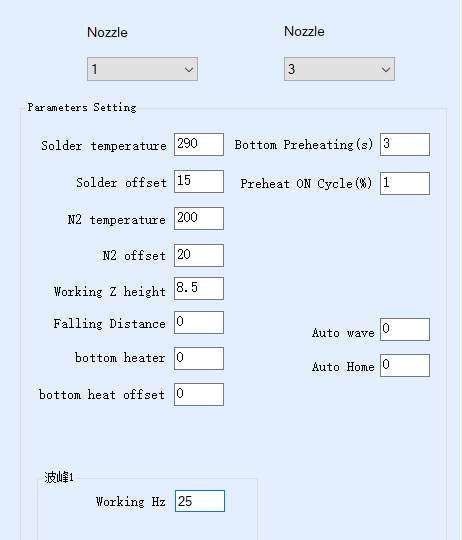 Nozzle Nozzle
1 3
Parameters Setting
Solder temperature 290 Bottom Preheating(s) 3
Solder offset 15 Preheat ON Cycle(%) 1
N2 temperature 200
N2 offset 20
Working Z height 8.5
Falling Distance 0
Auto wave 0
bottom heater 0
Auto Home 0
bottom heat offset 0
波峰1
Working Hz 25